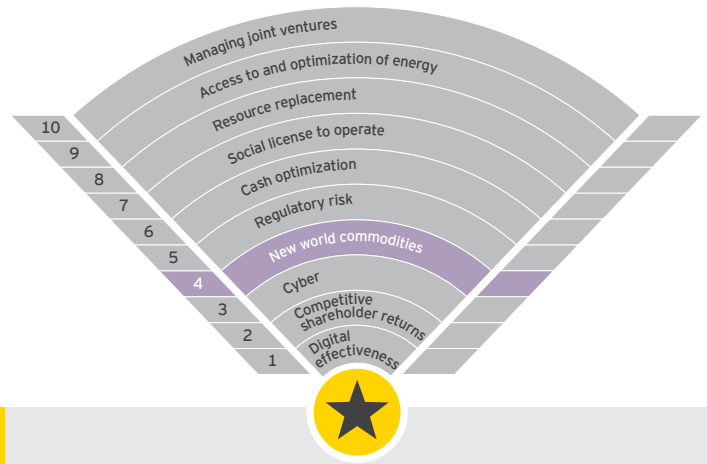 Managing joint ventures
Access to and optimization of energy
Resource replacement
Social license to operate
Cash optimization
Regulatory risk
New world commodities
Cyber
Competitive
shareholder returns
Digital
effectiveness
10
9
8
7
6
5
4
3
2
1